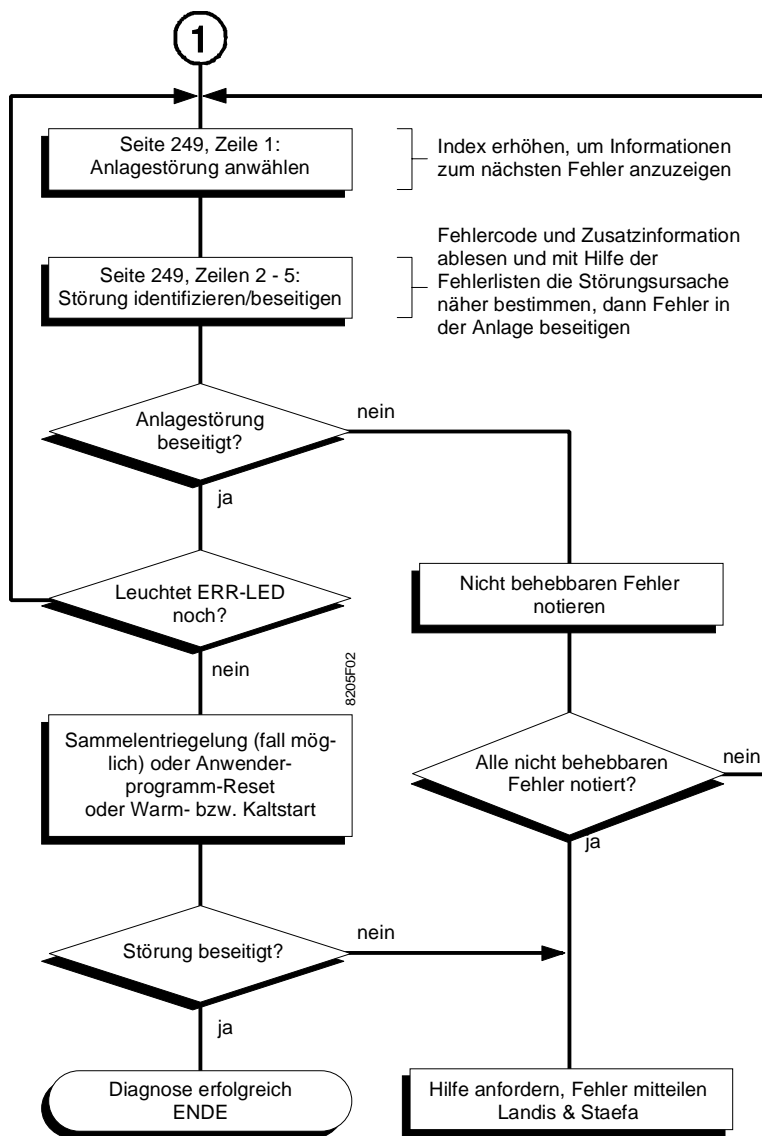 1
Seite 249, Zeile 1:
Anlagestörung anwählen
Index erhöhen, um Informationen
zum nächsten Fehler anzuzeigen
Seite 249, Zeilen 2 - 5:
Störung identifizieren/beseitigen
Fehlercode und Zusatzinformation
ablesen und mit Hilfe der
Fehlerlisten die Störungsursache
näher bestimmen, dann Fehler in
der Anlage beseitigen
Anlagestörung
beseitigt?
nein
ja
Leuchtet ERR-LED
noch?
nein
Nicht behebbaren Fehler
notieren
8205F02
Sammelentriegelung (fall mög-
lich) oder Anwender-
programm-Reset
oder Warm- bzw. Kaltstart
Alle nicht behebbaren
Fehler notiert?
nein
ja
Störung beseitigt?
nein
ja
Diagnose erfolgreich
ENDE
Hilfe anfordern, Fehler mitteilen
Landis & Staefa